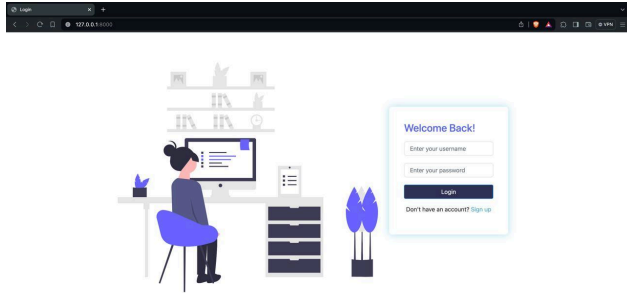 Login
127.0.0.1:8000
VPN
Welcome Back!
Enter your username
Enter your password
Login
Don't have an account? Sign up